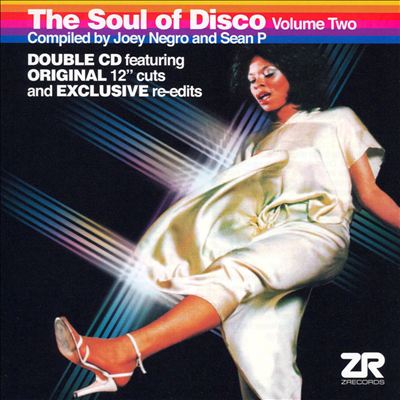 The Soul of Disco Volume Two
Compiled by Joey Negro and Sean P
DOUBLE CD featuring
ORIGINAL 12" cuts
and EXCLUSIVE re-edits
ZR
ZRECORDS